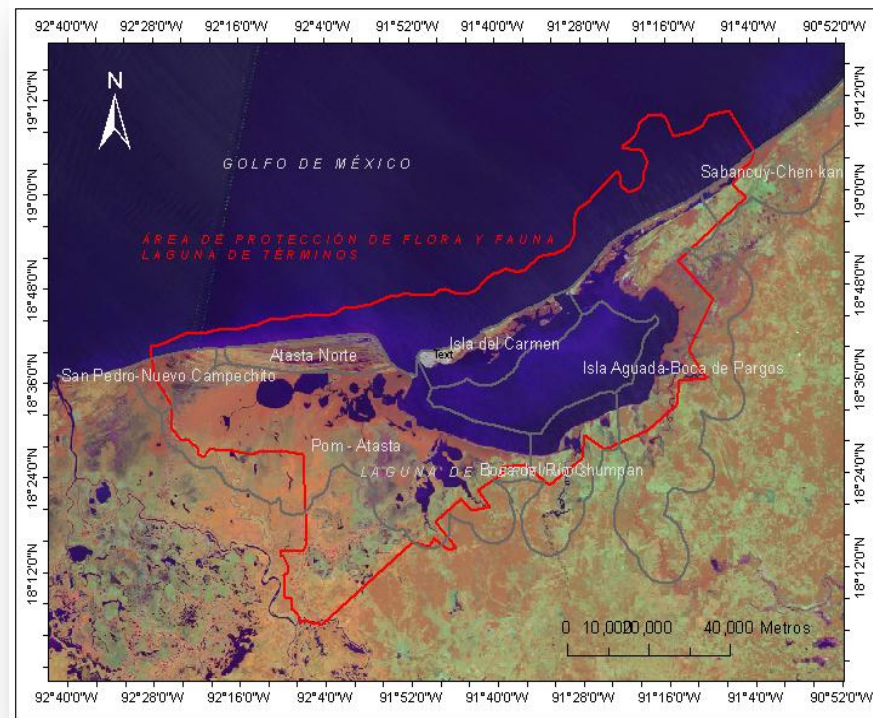 92°40'0"W 92°28'0"W 92°16'0"W 92°4'0"W 91°52'0"W 91°40'0"W 91°28'0"W 91°16'0"W 91°4'0"W 90°52'0"W
N
19°12'0"N 19°12'0"N
GOLFO DE MÉXICO
Sabancuy-Chen kan
19°0'0"N 19°0'0"N
ÁREA DE PROTECCIÓN DE FLORA Y FAUNA
LAGUNA DE TÉRMINOS
18°48'0"N 18°48'0"N
Isla del Carmen
Atasta Norte
Text
Isla Aguada-Boca de Pargos
San Pedro-Nuevo Campechito
18°36'0"N 18°36'0"N
Pom - Atasta
LAGUNA DE
Río Chumpan
18°24'0"N 18°24'0"N
18°12'0"N 18°12'0"N
0 10,000 20,000 40,000 Metros
92°40'0"W 92°28'0"W 92°16'0"W 92°4'0"W 91°52'0"W 91°40'0"W 91°28'0"W 91°16'0"W 91°4'0"W 90°52'0"W